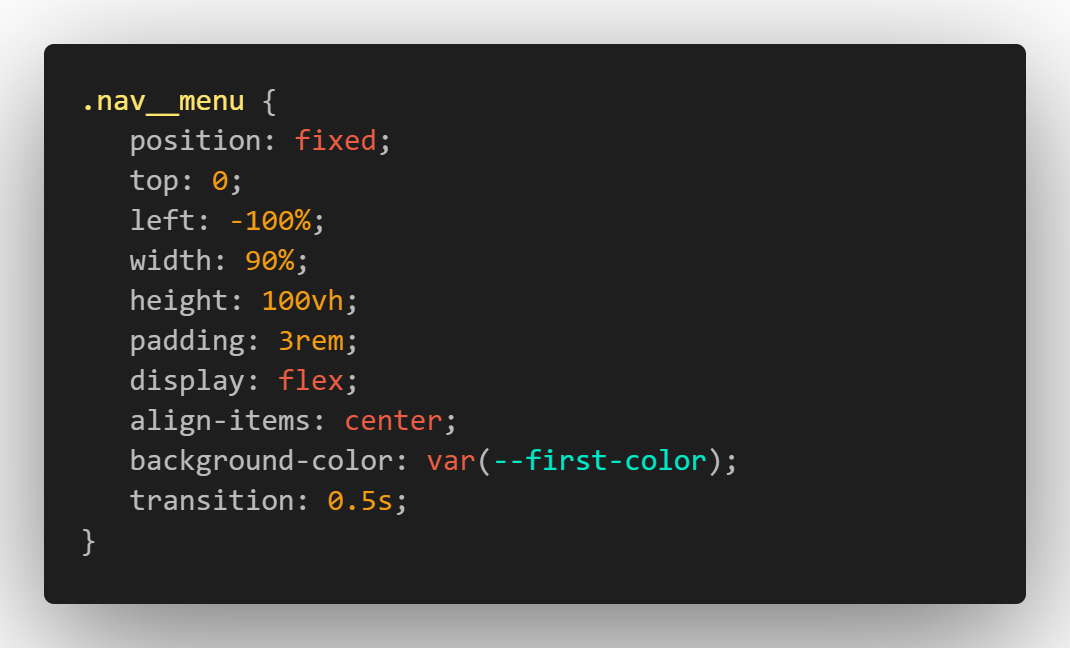 .nav__menu {
position: fixed;
top: 0;
left: -100%;
width: 90%;
height: 100vh;
padding: 3rem;
display: flex;
align-items: center;
background-color: var(--first-color);
transition: 0.5s;
}